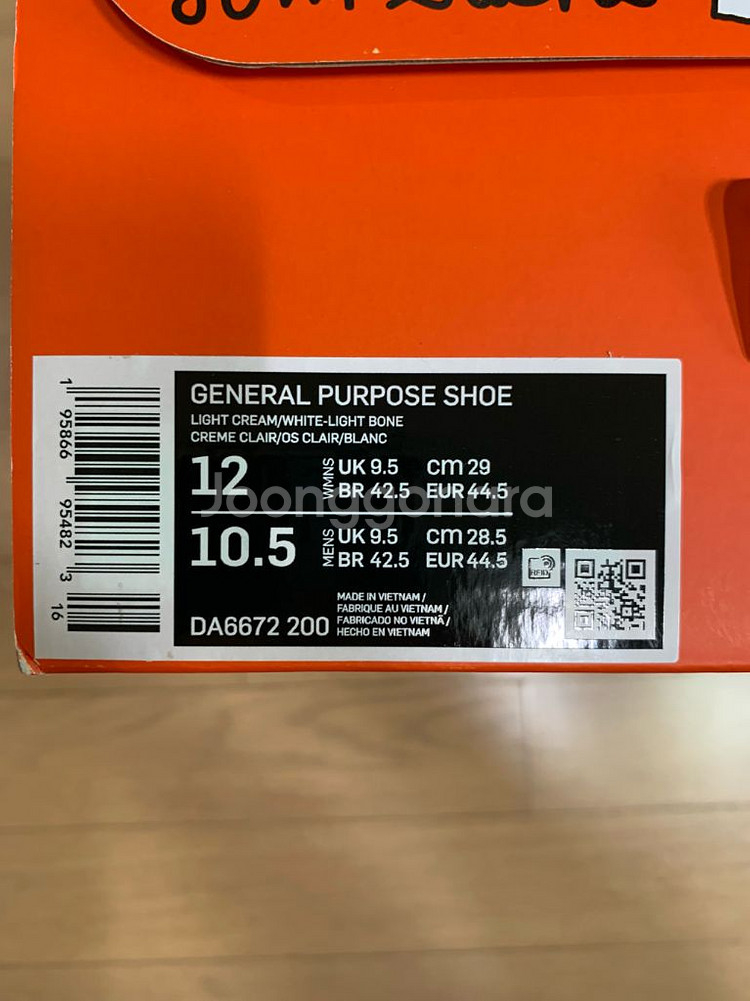 GENERAL PURPOSE SHOE
LIGHT CREAM/WHITE-LIGHT BONE
CREME CLAIR/OS CLAIR/BLANC
12 WMNS UK 9.5 CM 29
BR 42.5 EUR 44.5
Joonggonara
10.5 MENS UK 9.5 CM 28.5
BR 42.5 EUR 44.5
RFID
DA6672 200
MADE IN VIETNAM /
FABRIQUE AU VIETNAM /
FABRICADO NO VIETNÃ /
HECHO EN VIETNAM
1 95866 95482 3 16